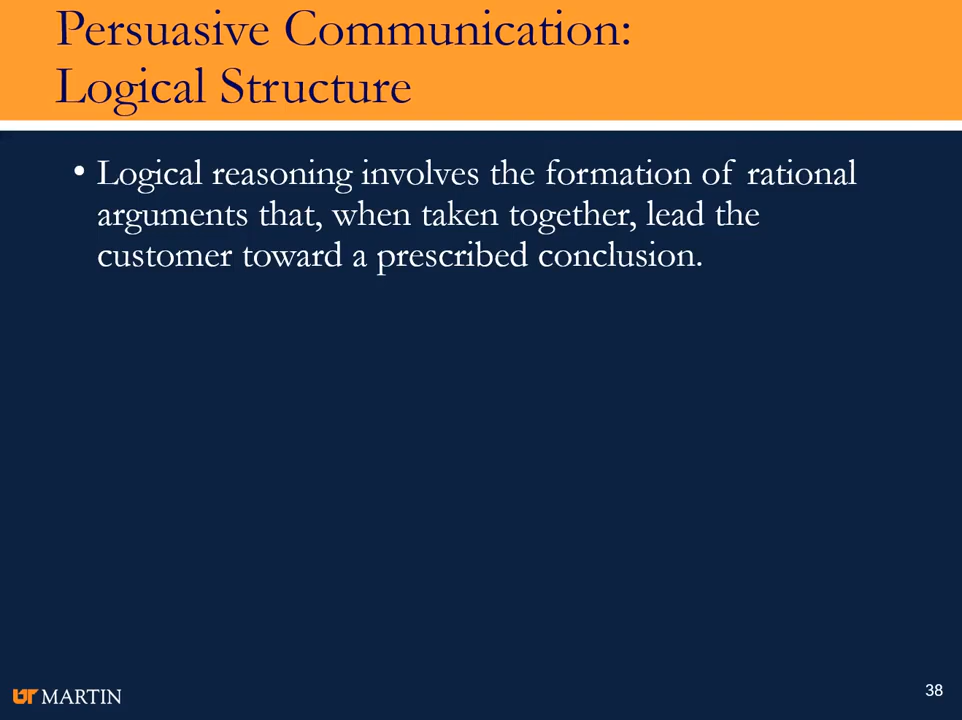 Persuasive Communication:
Logical Structure
• Logical reasoning involves the formation of rational
arguments that, when taken together, lead the
customer toward a prescribed conclusion.
UT MARTIN
38